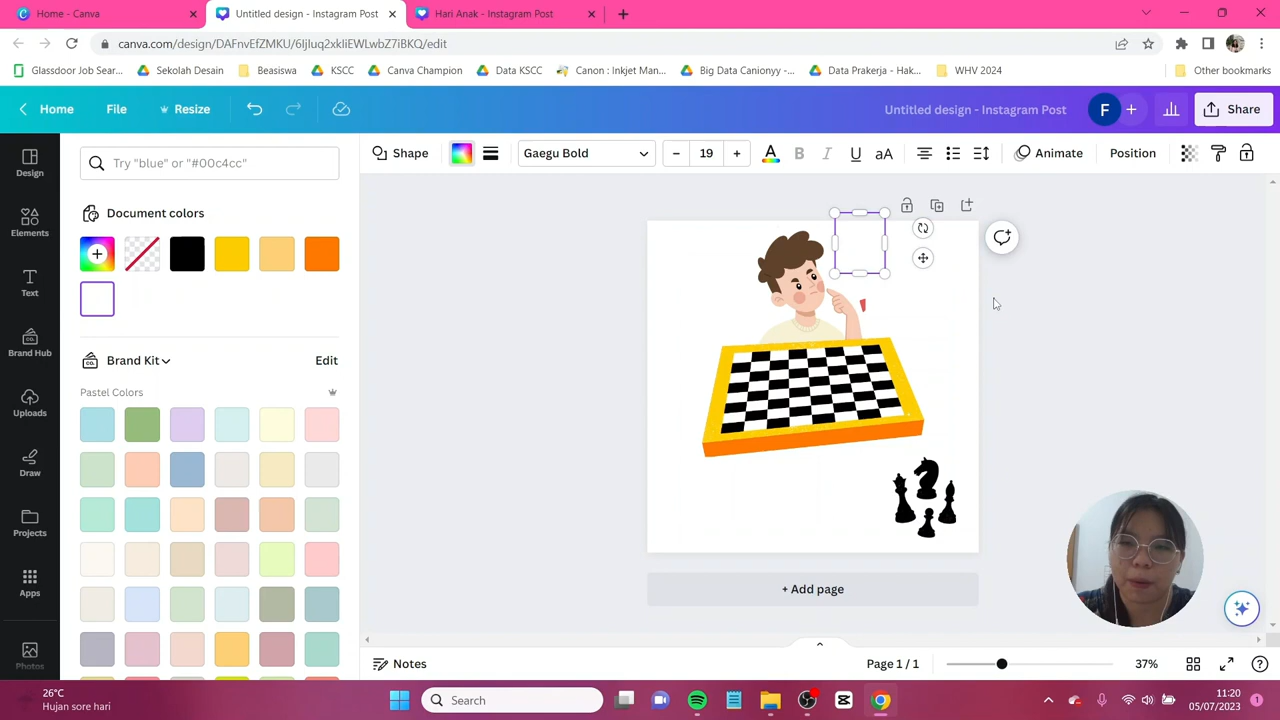 Home - Canva
Untitled design - Instagram Post
Hari Anak - Instagram Post
canva.com/design/DAFnvEfZMKU/6IjIuq2xkIiEWLwbZ7iBKQ/edit
Glassdoor Job Sear...
Sekolah Desain
Beasiswa
KSCC
Canva Champion
Data KSCC
Canon : Inkjet Man...
Big Data Canionyy -...
Data Prakerja - Hak...
WHV 2024
Other bookmarks
Home
File
Resize
Untitled design - Instagram Post
F
Share
Design
Elements
Text
Brand Hub
Uploads
Draw
Projects
Apps
Photos
Try "blue" or "#00c4cc"
Document colors
Brand Kit
Edit
Pastel Colors
Shape
Gaegu Bold
19
A
B
I
U
aA
Animate
Position
+ Add page
Notes
Page 1 / 1
37%
26°C
Hujan sore hari
Search
11:20
05/07/2023
1